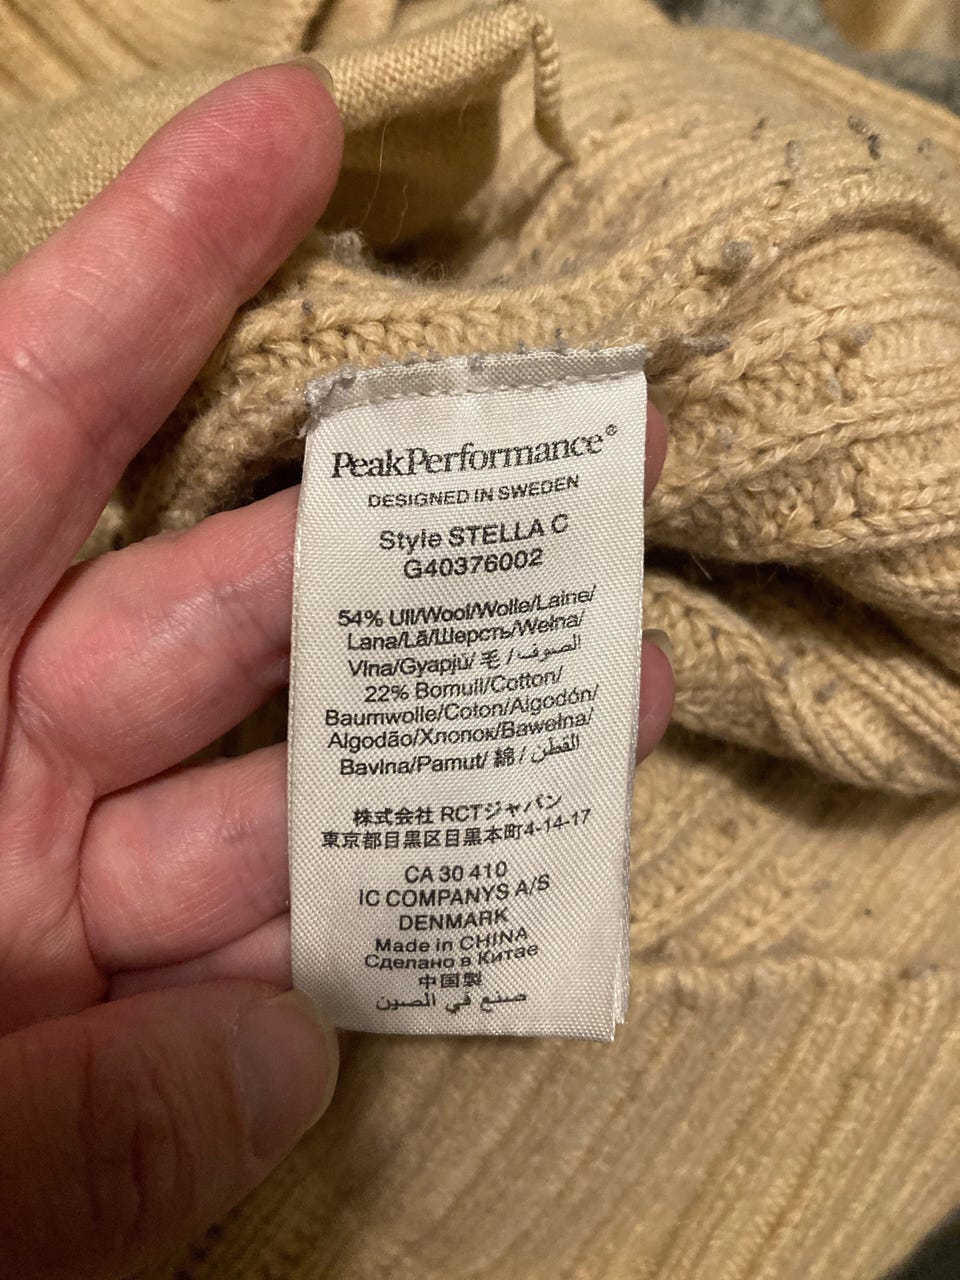 PeakPerformance®
DESIGNED IN SWEDEN
Style STELLA C
G40376002
54% Ull/Wool/Wolle/Laine/
Lana/Lã/Шерсть/Wełna/
Vlna/Gyapjú/ 毛 / الصوف/
22% Bomull/Cotton/
Baumwolle/Coton/Algodón/
Algodão/Хлопок/Bawełna/
Bavlna/Pamut/ 綿 / القطن/
株式会社 RCTジャパン
東京都目黒区目黒本町4-14-17
CA 30 410
IC COMPANYS A/S
DENMARK
Made in CHINA
Сделано в Китае
中国製
صنع في الصين